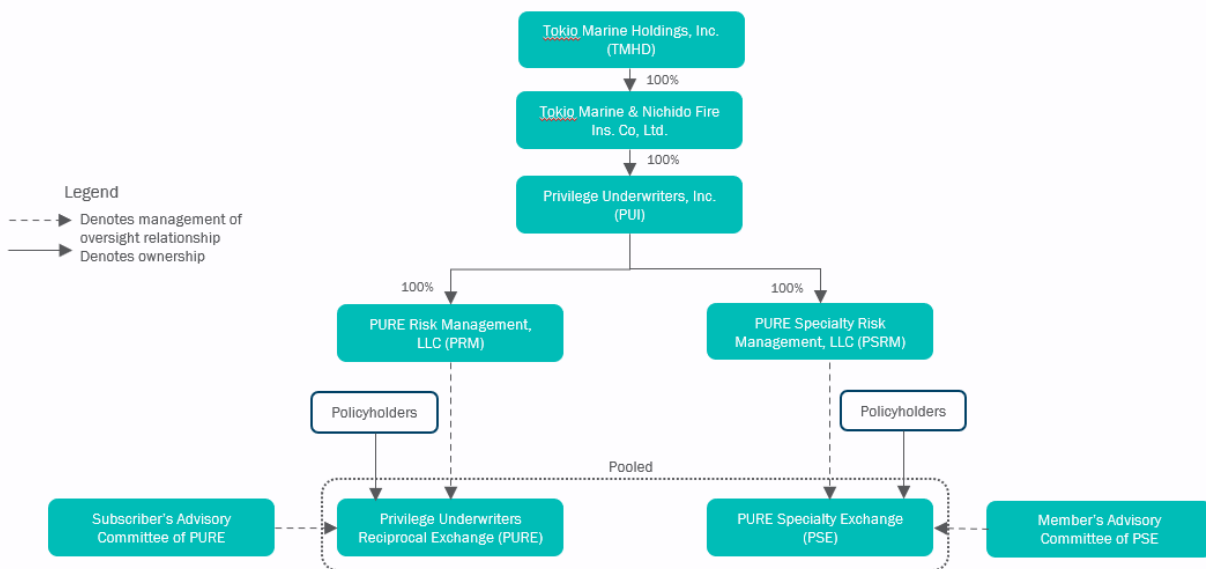 Tokio Marine Holdings, Inc.
(TMHD)
100%
Tokio Marine & Nichido Fire
Ins. Co, Ltd.
100%
Privilege Underwriters, Inc.
(PUI)
Legend
Denotes management of
oversight relationship
Denotes ownership
100%
100%
PURE Risk Management,
LLC (PRM)
PURE Specialty Risk
Management, LLC (PSRM)
Policyholders
Policyholders
Pooled
Subscriber's Advisory
Committee of PURE
Privilege Underwriters
Reciprocal Exchange (PURE)
PURE Specialty Exchange
(PSE)
Member's Advisory
Committee of PSE